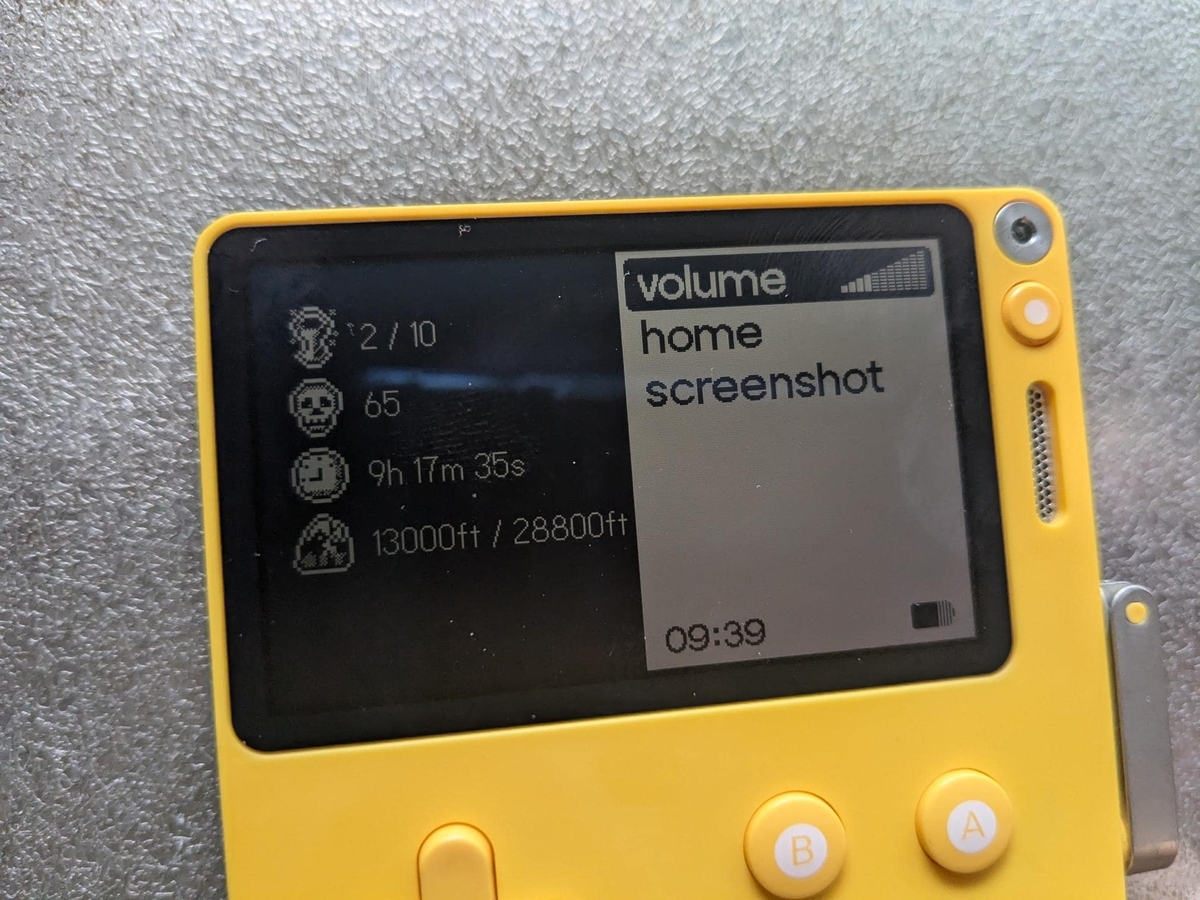 2 / 10
65
9h 17m 35s
13000ft / 28800ft
volume
home
screenshot
09:39
B
A